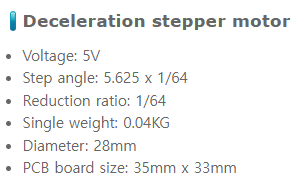 Deceleration stepper motor
Voltage: 5V
Step angle: 5.625 x 1/64
Reduction ratio: 1/64
Single weight: 0.04KG
Diameter: 28mm
PCB board size: 35mm x 33mm